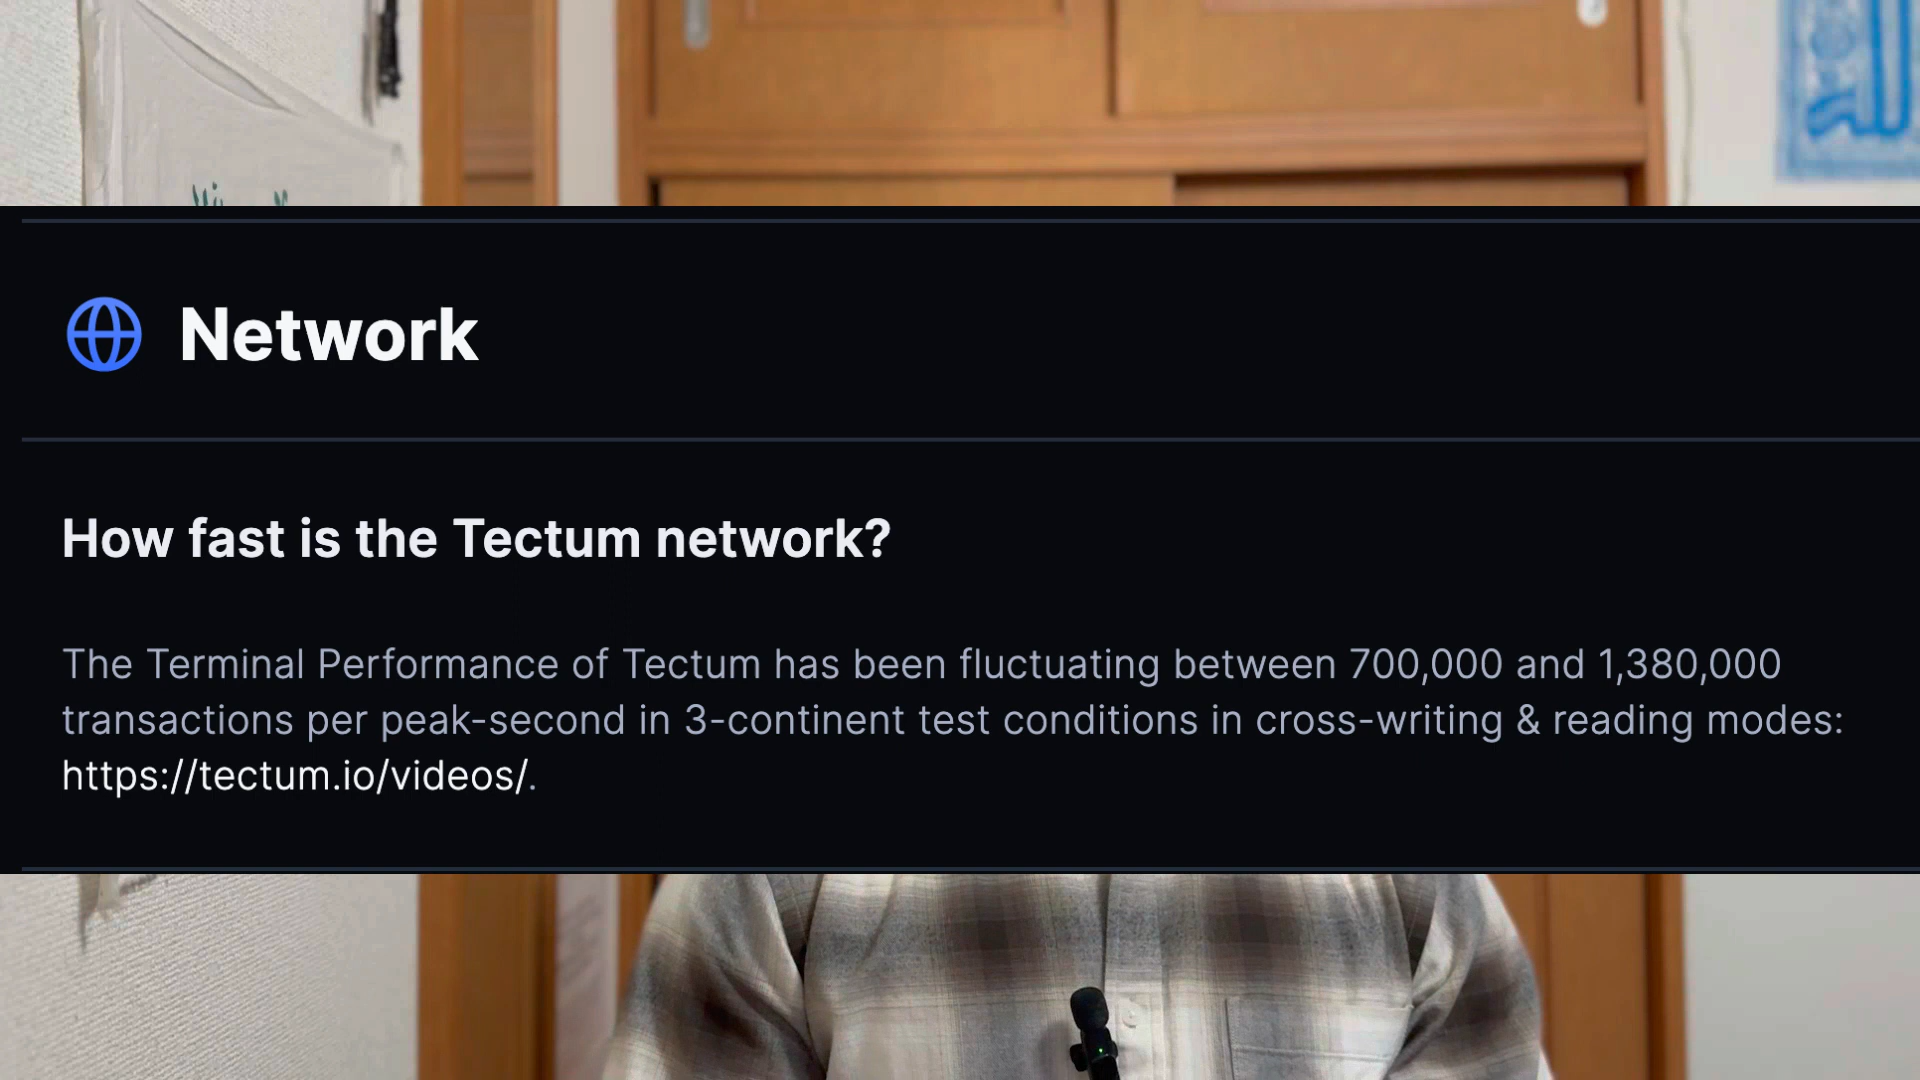 Network
How fast is the Tectum network?
The Terminal Performance of Tectum has been fluctuating between 700,000 and 1,380,000
transactions per peak-second in 3-continent test conditions in cross-writing & reading modes:
https://tectum.io/videos/.